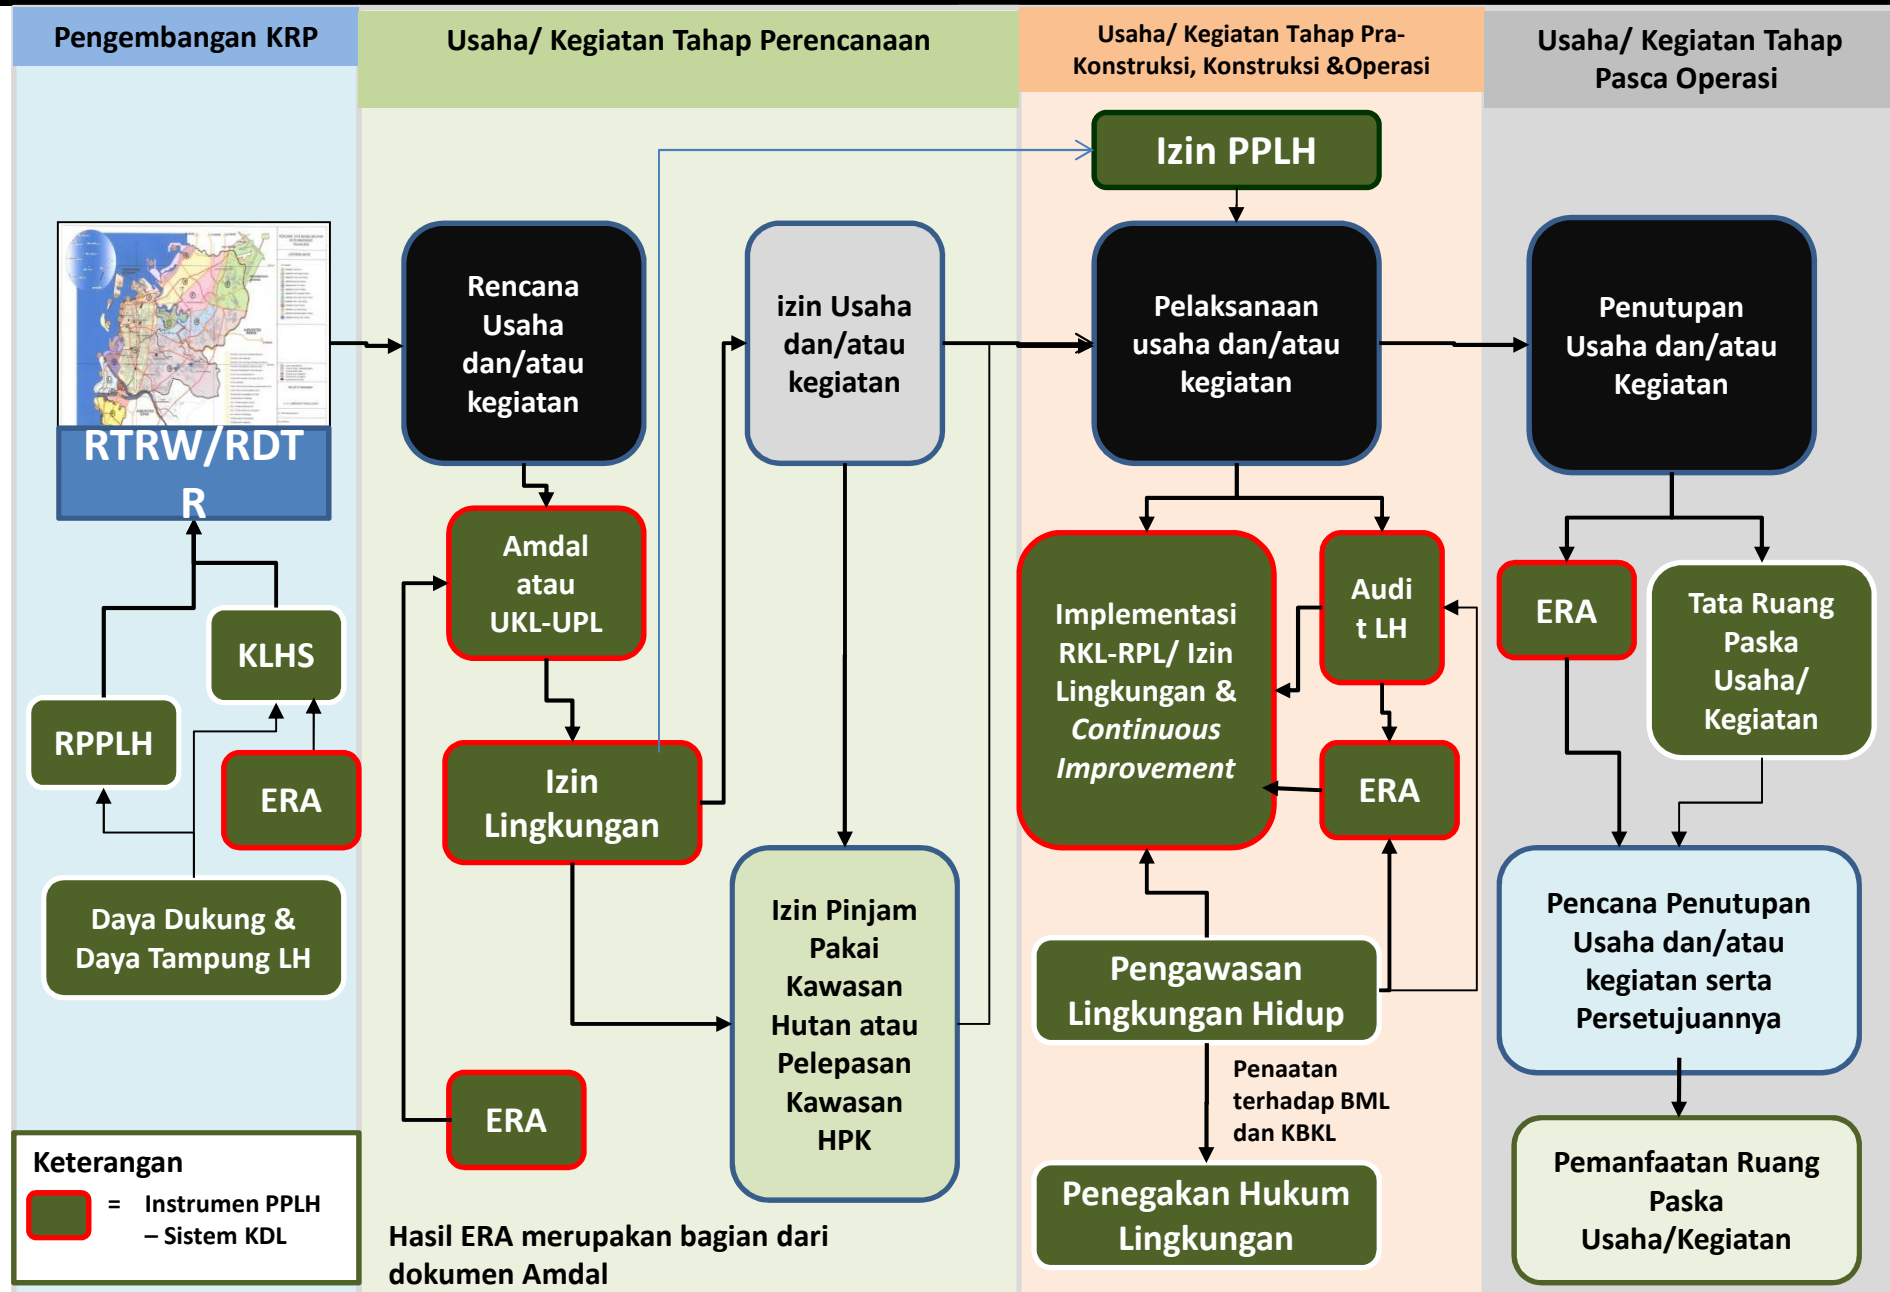 Pengembangan KRP
Usaha/ Kegiatan Tahap Perencanaan
Usaha/ Kegiatan Tahap Pra-
Konstruksi, Konstruksi &Operasi
Usaha/ Kegiatan Tahap
Pasca Operasi
Izin PPLH
Rencana
Usaha
dan/atau
kegiatan
izin Usaha
dan/atau
kegiatan
Pelaksanaan
usaha dan/atau
kegiatan
Penutupan
Usaha dan/atau
Kegiatan
RTRW/RDT
R
Amdal
atau
UKL-UPL
KLHS
RPPLH
ERA
Izin
Lingkungan
Daya Dukung &
Daya Tampung LH
ERA
Izin Pinjam
Pakai
Kawasan
Hutan atau
Pelepasan
Kawasan
HPK
Implementasi
RKL-RPL/ Izin
Lingkungan &
Continuous
Improvement
Audi
t LH
ERA
Pengawasan
Lingkungan Hidup
Penaatan
terhadap BML
dan KBKL
Penegakan Hukum
Lingkungan
ERA
Tata Ruang
Paska
Usaha/
Kegiatan
Pencana Penutupan
Usaha dan/atau
kegiatan serta
Persetujuannya
Pemanfaatan Ruang
Paska
Usaha/Kegiatan
Keterangan
= Instrumen PPLH
– Sistem KDL
Hasil ERA merupakan bagian dari
dokumen Amdal